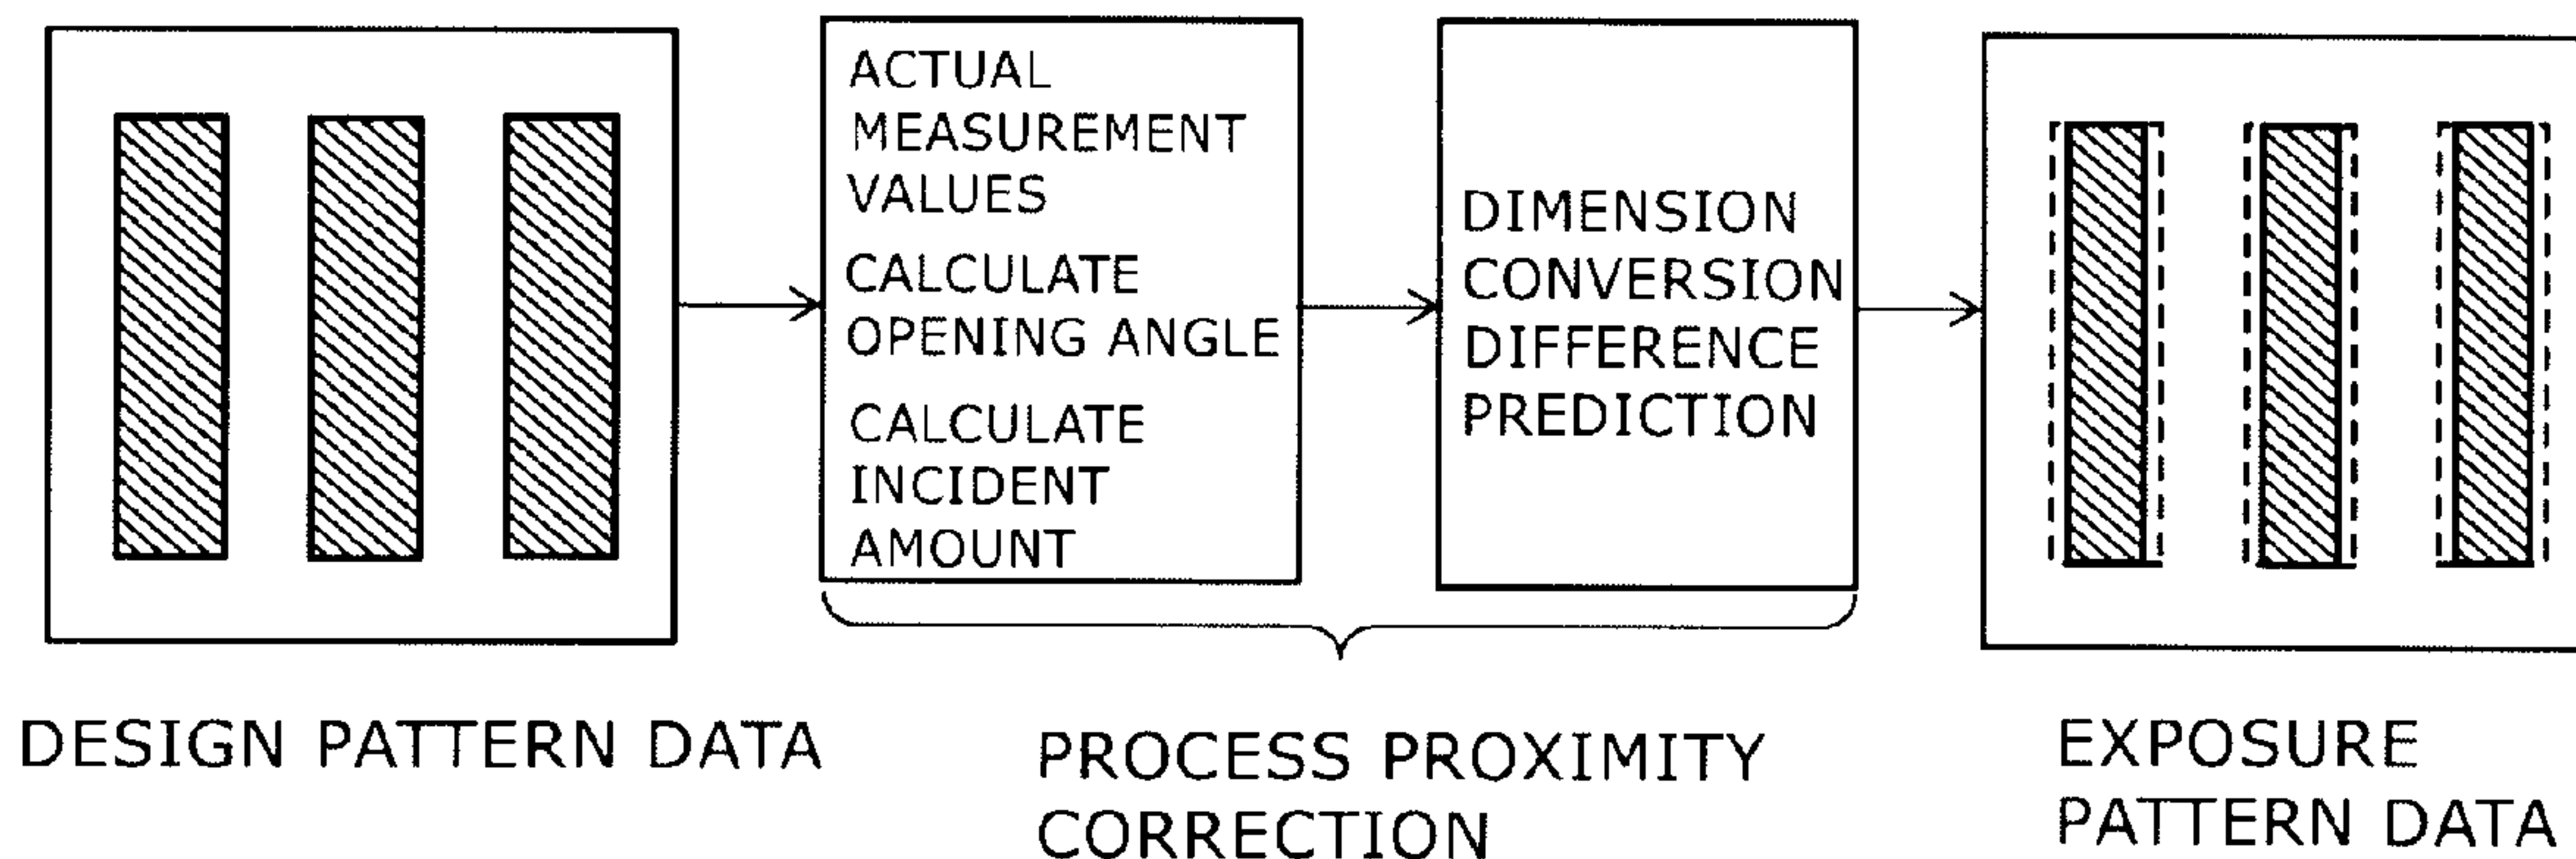 ACTUAL
MEASUREMENT
VALUES
CALCULATE
OPENING ANGLE
CALCULATE
INCIDENT
AMOUNT
DIMENSION
CONVERSION
DIFFERENCE
PREDICTION
DESIGN PATTERN DATA
PROCESS PROXIMITY
CORRECTION
EXPOSURE
PATTERN DATA